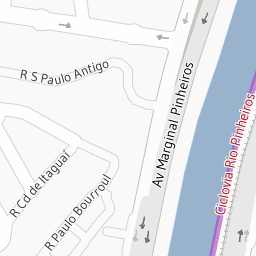 R S Paulo Antigo
Av Marginal Pinheiros
Ciclovia Rio Pinheiros
R Cd de Itaguaí
R Paulo Bourroul